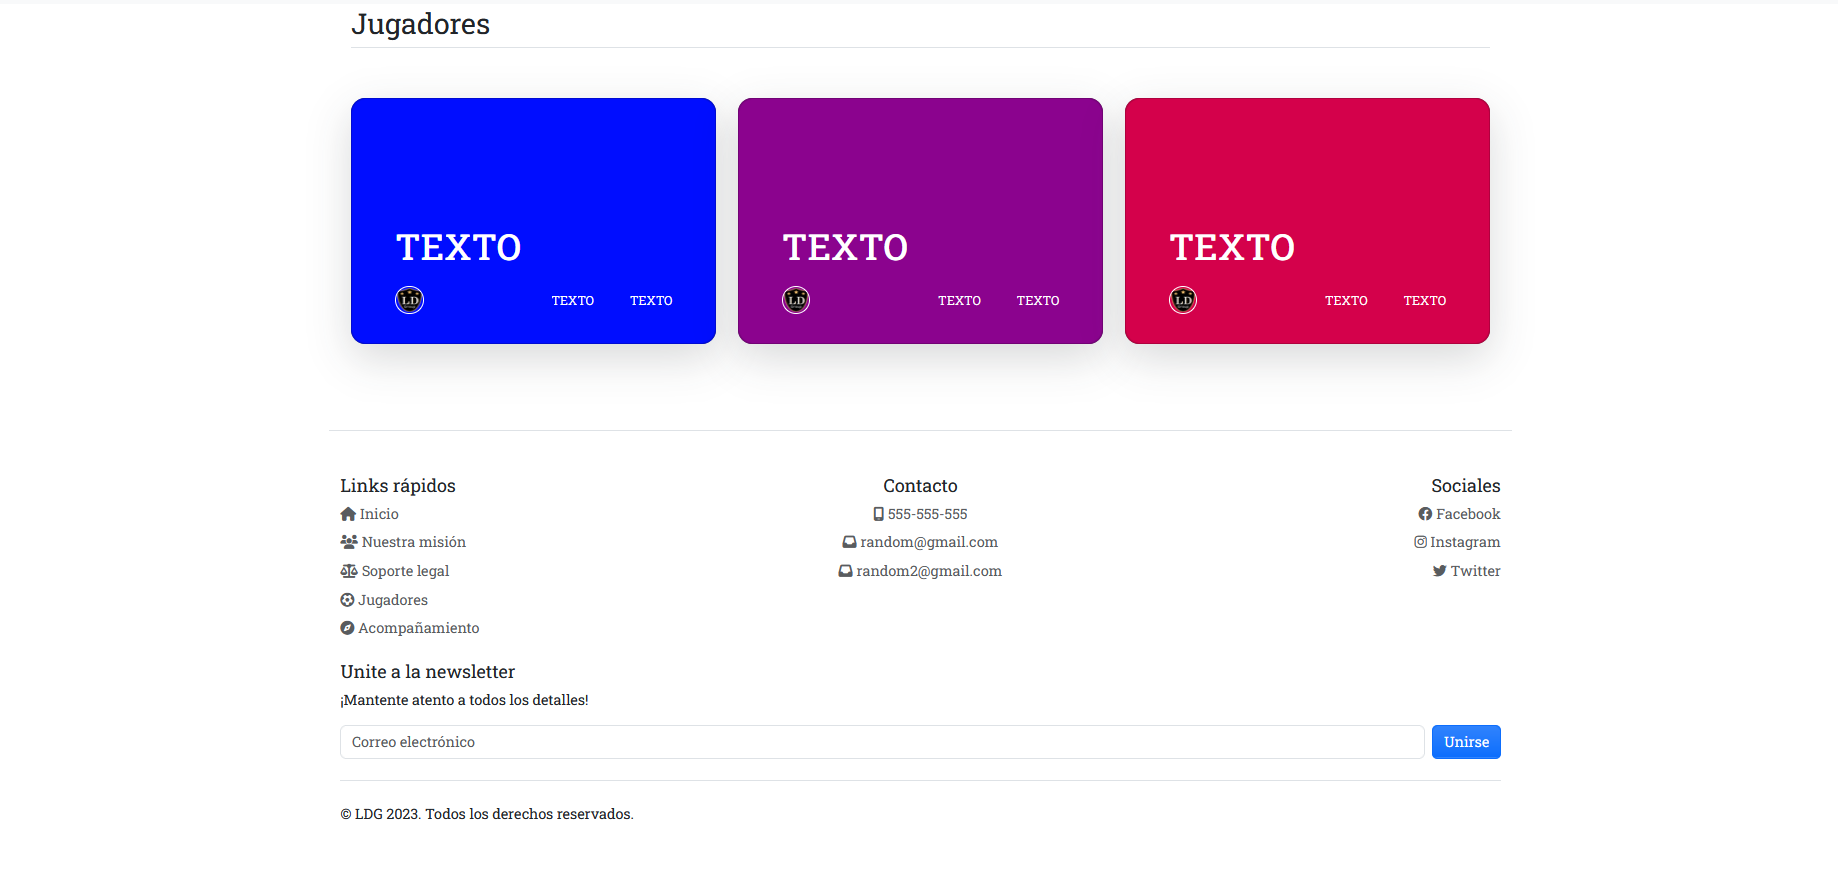 Jugadores
TEXTO
LD
TEXTO TEXTO
TEXTO
LD
TEXTO TEXTO
TEXTO
LD
TEXTO TEXTO
Links rápidos
Inicio
Nuestra misión
Soporte legal
Jugadores
Acompañamiento
Contacto
555-555-555
random@gmail.com
random2@gmail.com
Sociales
Facebook
Instagram
Twitter
Unite a la newsletter
¡Mantente atento a todos los detalles!
Correo electrónico
Unirse
© LDG 2023. Todos los derechos reservados.